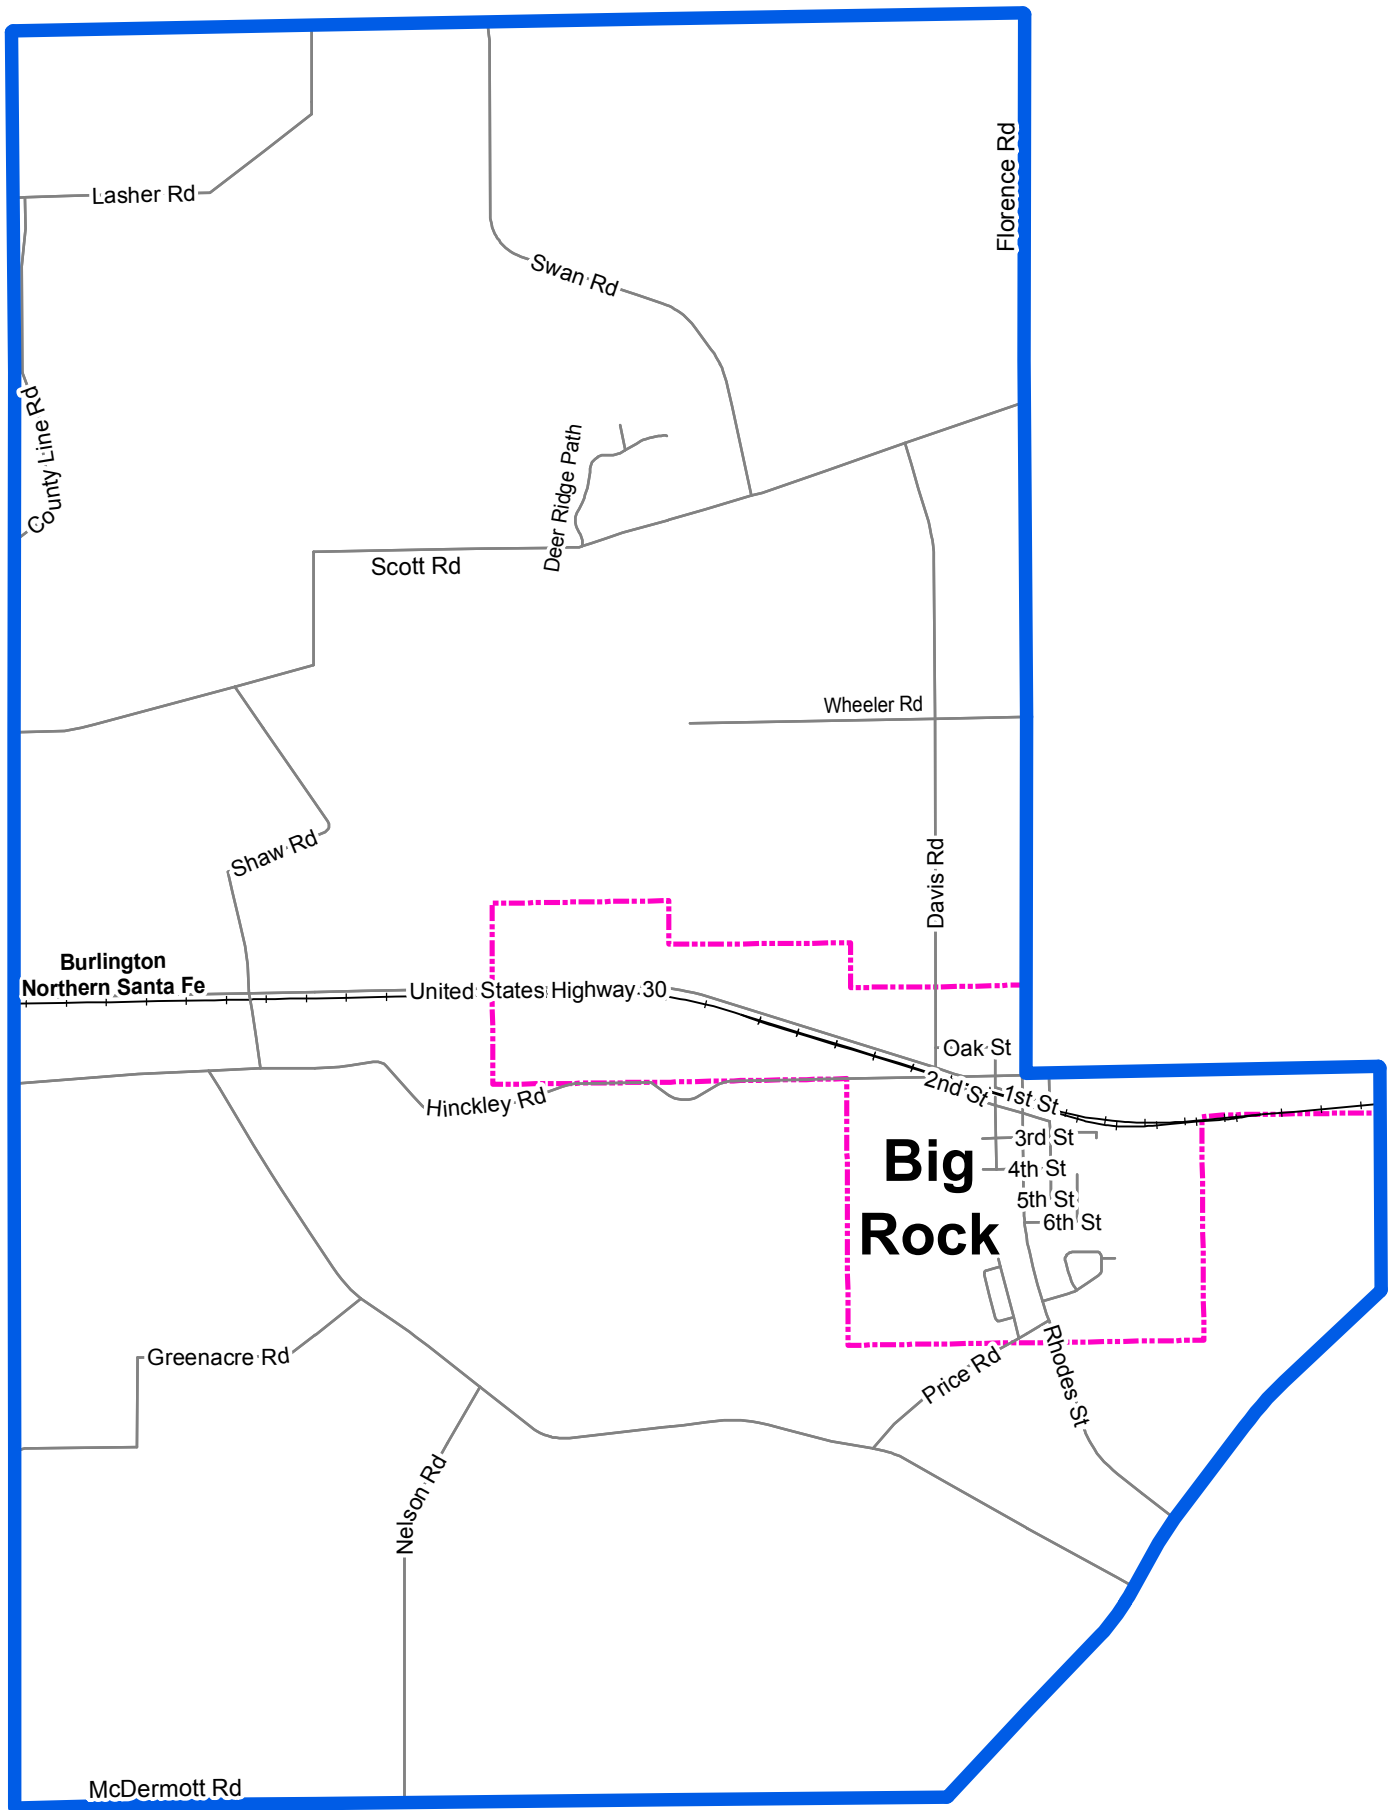 Florence Rd
Lasher Rd
Swan Rd
County Line Rd
Deer Ridge Path
Scott Rd
Wheeler Rd
Shaw Rd
Davis Rd
Burlington
Northern Santa Fe
United States Highway 30
Oak St
2nd St
1st St
Hinckley Rd
3rd St
Big
4th St
5th St
6th St
Rock
Greenacre Rd
Price Rd
Rhodes St
Nelson Rd
McDermott Rd